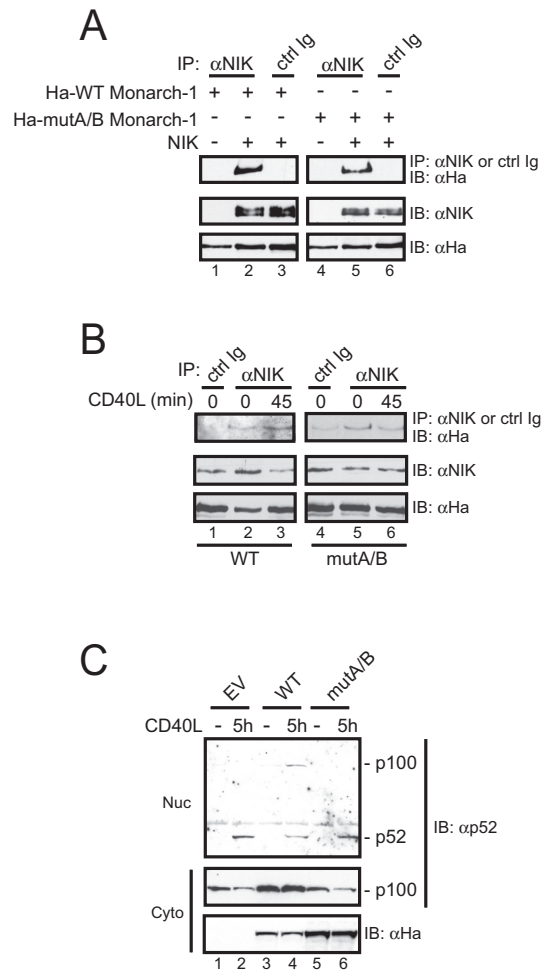 A
IP: αNIK ctrl Ig αNIK ctrl Ig
Ha-WT Monarch-1 + + + - - -
Ha-mutA/B Monarch-1 - - - + + +
NIK - + + - + +
IP: αNIK or ctrl Ig
IB: αHa
IB: αNIK
IB: αHa
1 2 3 4 5 6
B
IP: ctrl Ig αNIK ctrl Ig αNIK
CD40L (min) 0 0 45 0 0 45
IP: αNIK or ctrl Ig
IB: αHa
IB: αNIK
IB: αHa
1 2 3 4 5 6
WT mutA/B
C
EV WT mutA/B
CD40L - 5h - 5h - 5h
- p100
Nuc
IB: αp52
- p52
- p100
Cyto
IB: αHa
1 2 3 4 5 6